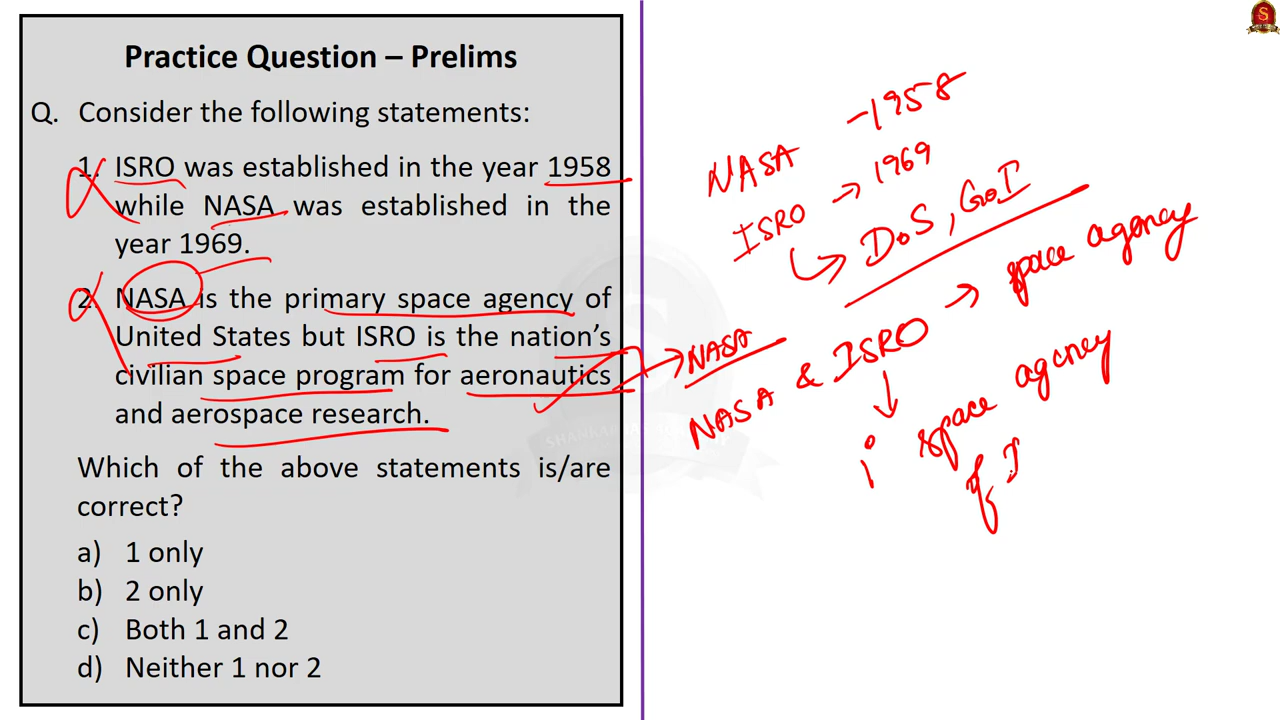 Practice Question – Prelims
Q. Consider the following statements:
1. ISRO was established in the year 1958
while NASA was established in the
year 1969.
2. NASA is the primary space agency of
United States but ISRO is the nation's
civilian space program for aeronautics
and aerospace research.
Which of the above statements is/are
correct?
a) 1 only
b) 2 only
c) Both 1 and 2
d) Neither 1 nor 2
NASA - 1958
ISRO → 1969
DoS, GoI
→ NASA
NASA & ISRO → space agency
space agency
of I
S